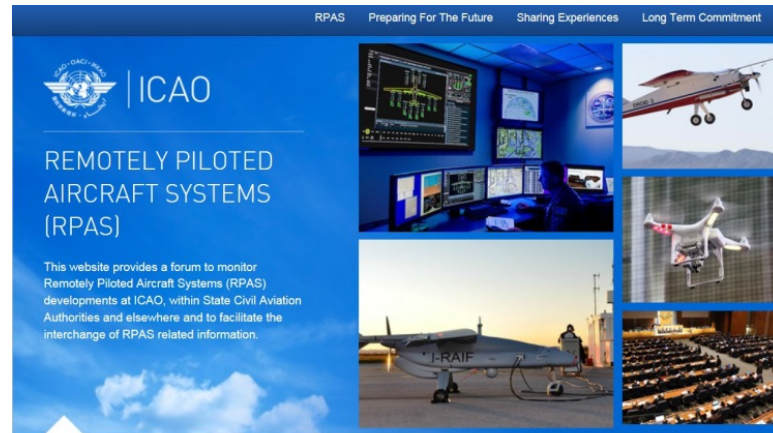 RPAS Preparing For The Future Sharing Experiences Long Term Commitment
ICAO
REMOTELY PILOTED
AIRCRAFT SYSTEMS
(RPAS)
This website provides a forum to monitor
Remotely Piloted Aircraft Systems (RPAS)
developments at ICAO, within State Civil Aviation
Authorities and elsewhere and to facilitate the
interchange of RPAS related information.
I-RAIF